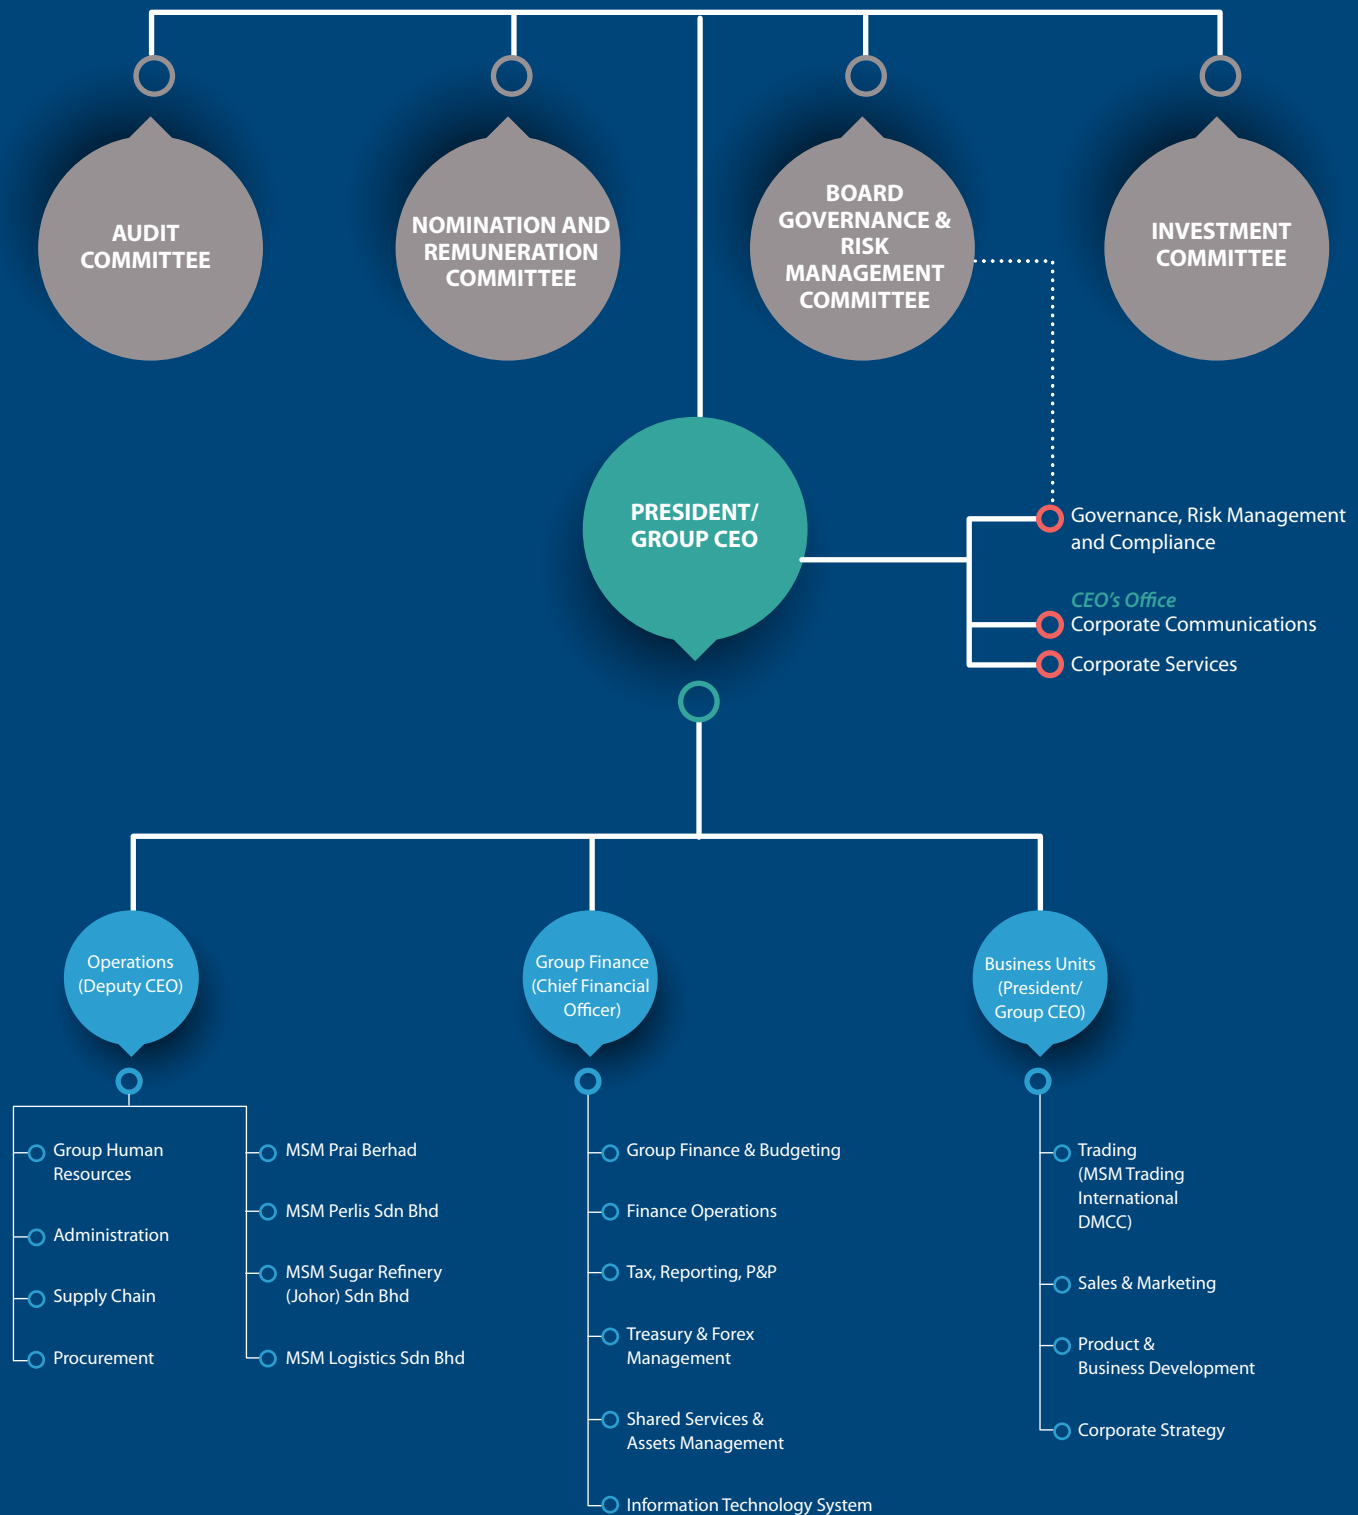 AUDIT
COMMITTEE
NOMINATION AND
REMUNERATION
COMMITTEE
BOARD
GOVERNANCE &
RISK
MANAGEMENT
COMMITTEE
INVESTMENT
COMMITTEE
PRESIDENT/
GROUP CEO
Governance, Risk Management
and Compliance
CEO's Office
Corporate Communications
Corporate Services
Operations
(Deputy CEO)
Group Finance
(Chief Financial
Officer)
Business Units
(President/
Group CEO)
Group Human
Resources
Administration
Supply Chain
Procurement
MSM Prai Berhad
MSM Perlis Sdn Bhd
MSM Sugar Refinery
(Johor) Sdn Bhd
MSM Logistics Sdn Bhd
Group Finance & Budgeting
Finance Operations
Tax, Reporting, P&P
Treasury & Forex
Management
Shared Services &
Assets Management
Information Technology System
Trading
(MSM Trading
International
DMCC)
Sales & Marketing
Product &
Business Development
Corporate Strategy